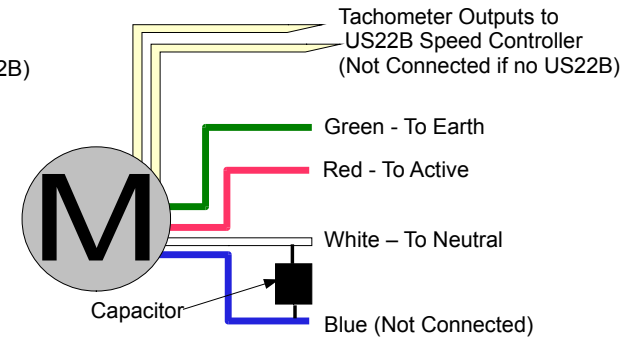 Tachometer Outputs to
US22B Speed Controller
(Not Connected if no US22B)
2B)
Green - To Earth
Red - To Active
M
White – To Neutral
Capacitor
Blue (Not Connected)